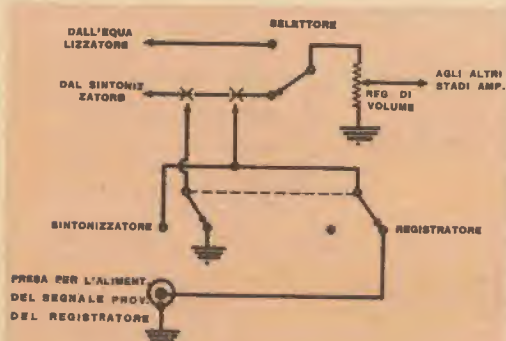 DALL'EQUA
LIZZATORE
SELETTORE
DAL SINTONIZ
ZATORE
AGLI ALTRI
STADI AMP.
REG DI
VOLUME
SINTONIZZATORE
REGISTRATORE
PRESA PER L'ALIMENT.
DEL SEGNALE PROV.
DEL REGISTRATORE